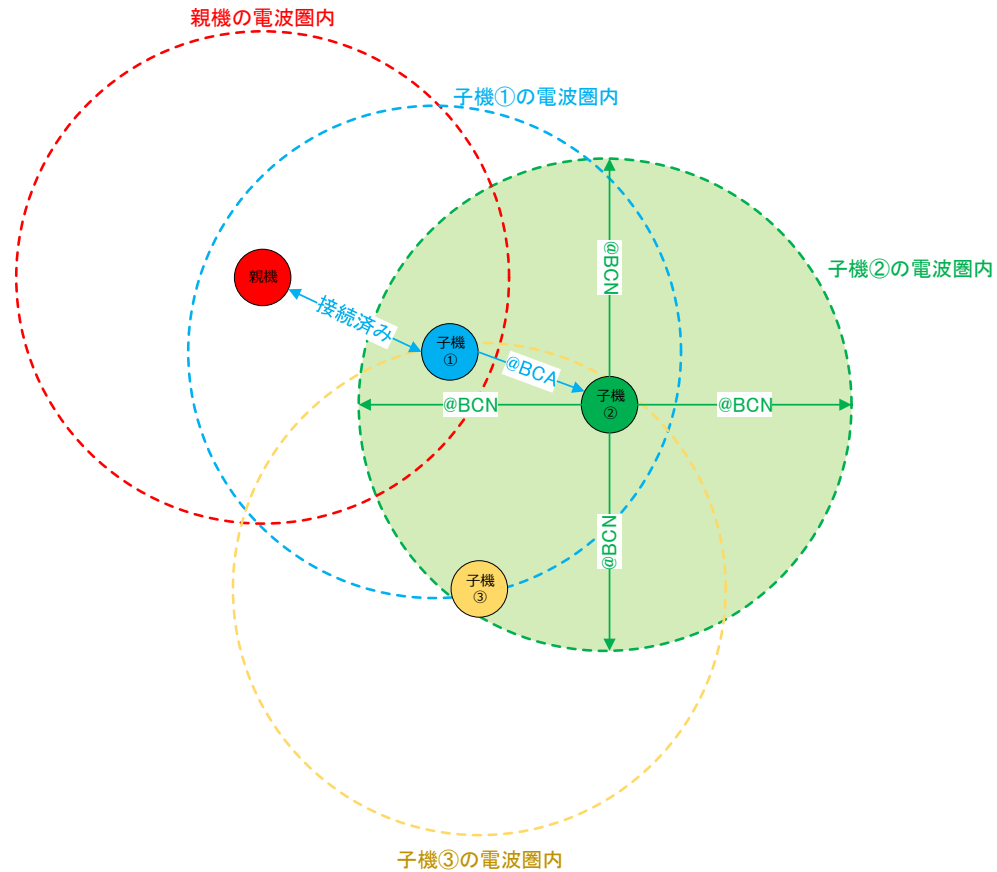 親機の電波圏内
子機①の電波圏内
@BCN
子機②の電波圏内
親機
接続済み
子機
①
@BCA
子機
②
@BCN
@BCN
@BCN
子機
③
子機③の電波圏内